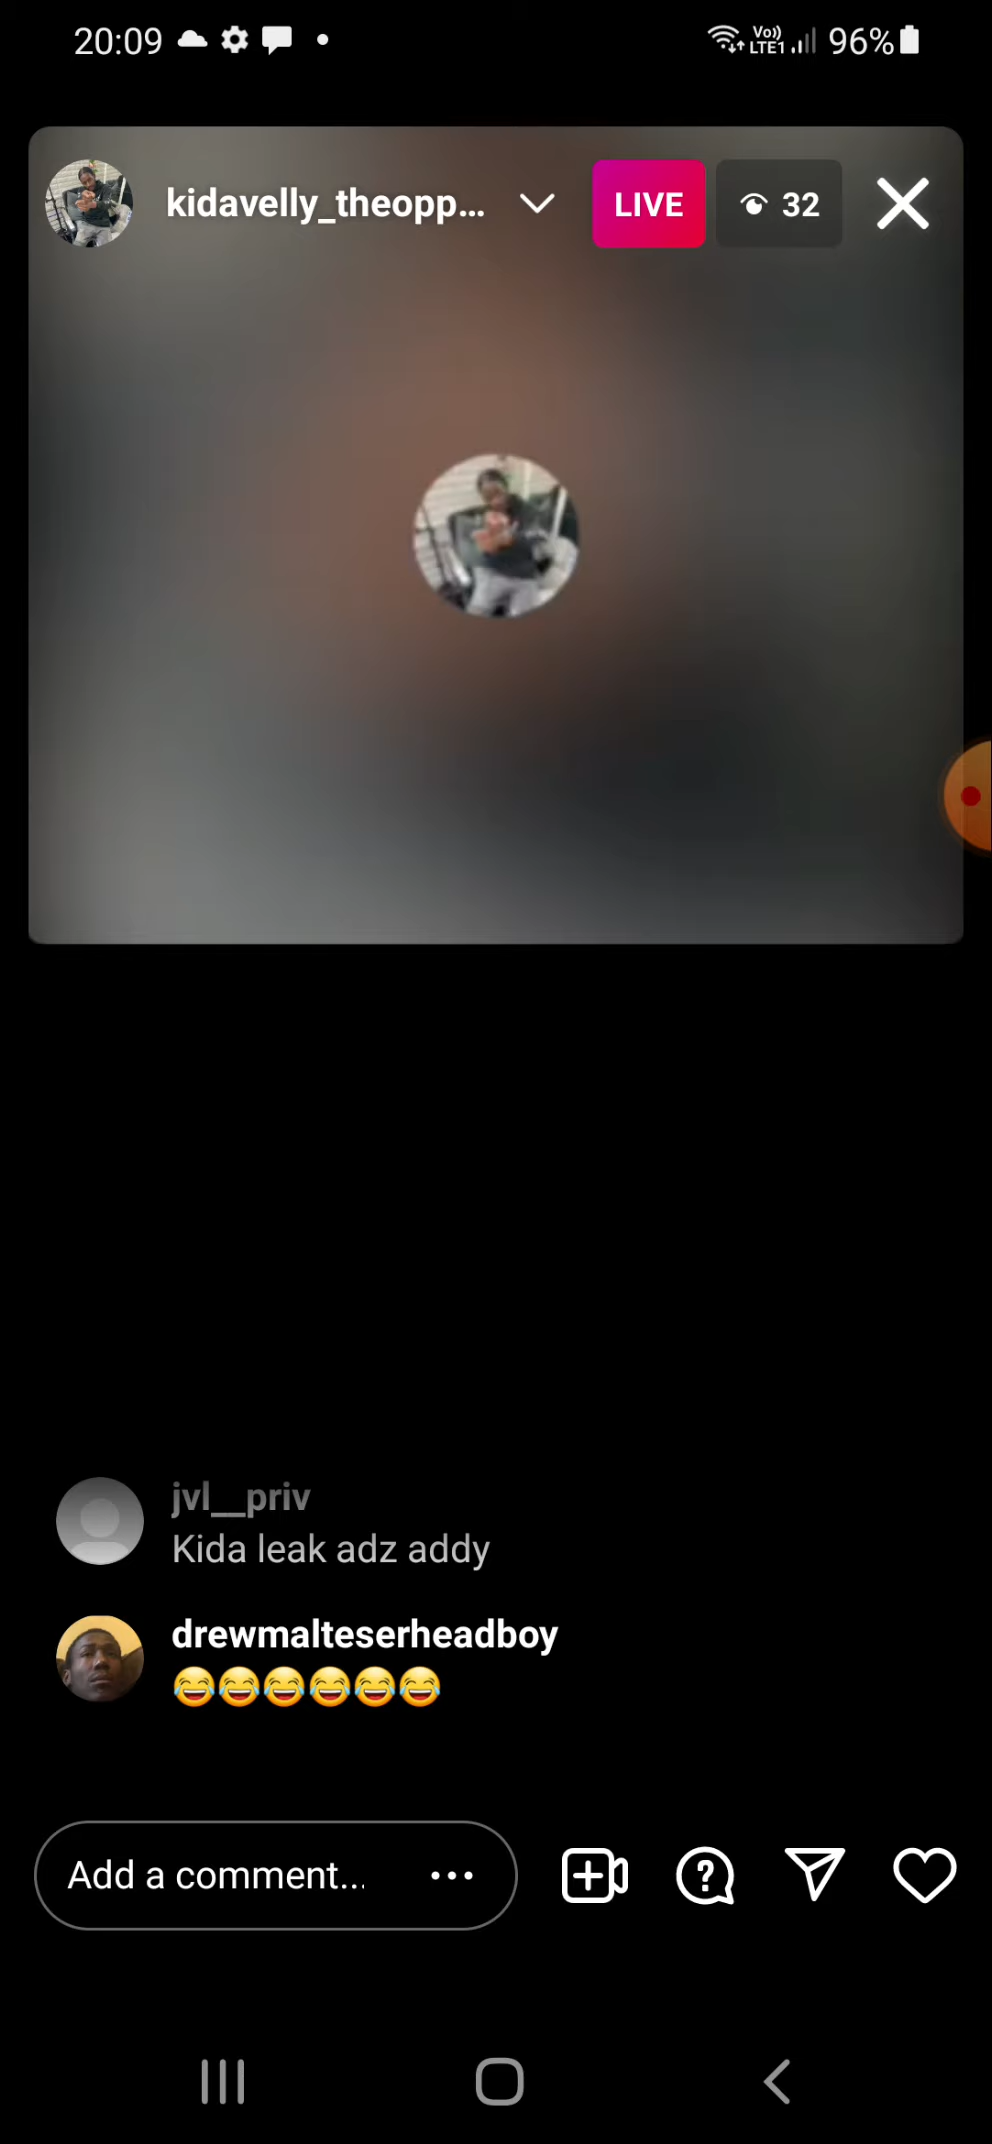 20:09 Vo)) LTE1 96%
kidavelly_theopp... LIVE 32
jvl__priv
Kida leak adz addy
drewmalteserheadboy
😂😂😂😂😂😂
Add a comment...